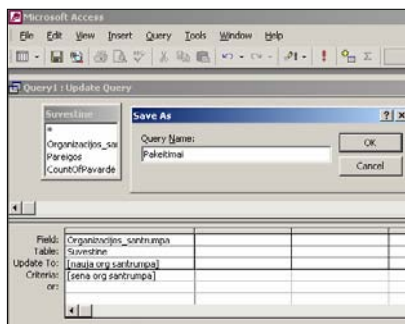 Microsoft Access
File Edit View Insert Query Tools Window Help
Query1 : Update Query
Suvestine
*
Organizacijos_sa
Pareigos
CountOfPavarde
Save As
Query Name:
Pakeitimai
OK
Cancel
Field: Organizacijos_santrumpa
Table: Suvestine
Update To: [nauja org santrumpa]
Criteria: [sena org santrumpa]
or: